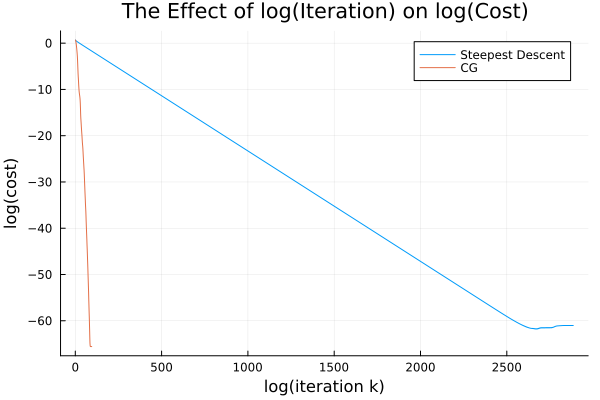 The Effect of log(Iteration) on log(Cost)
Steepest Descent
CG
log(cost)
0
−10
−20
−30
−40
−50
−60
0 500 1000 1500 2000 2500
log(iteration k)